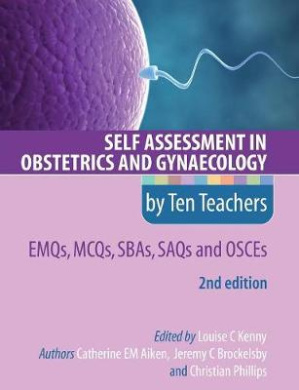 SELF ASSESSMENT IN
OBSTETRICS AND GYNAECOLOGY
by Ten Teachers
EMQs, MCQs, SBAs, SAQs and OSCEs
2nd edition
Edited by Louise C Kenny
Authors Catherine EM Aiken, Jeremy C Brockelsby
and Christian Phillips